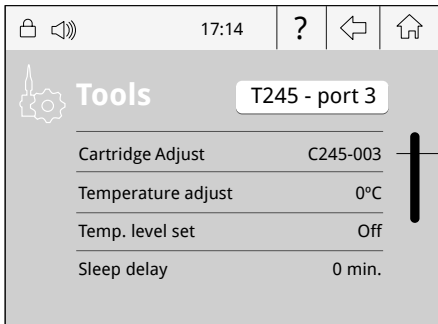 17:14 ?
Tools T245 - port 3
Cartridge Adjust C245-003
Temperature adjust 0ºC
Temp. level set Off
Sleep delay 0 min.